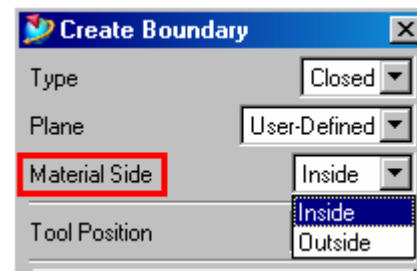 Create Boundary
Type Closed
Plane User-Defined
Material Side Inside
Inside
Tool Position
Outside